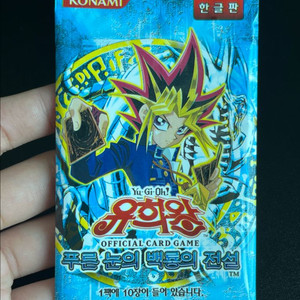 KONAMI
한글판
Yu-Gi-Oh!
유희왕
OFFICIAL CARD GAME
푸른 눈의 백룡의 전설
TM
1팩에 10장이 들어 있습니다.